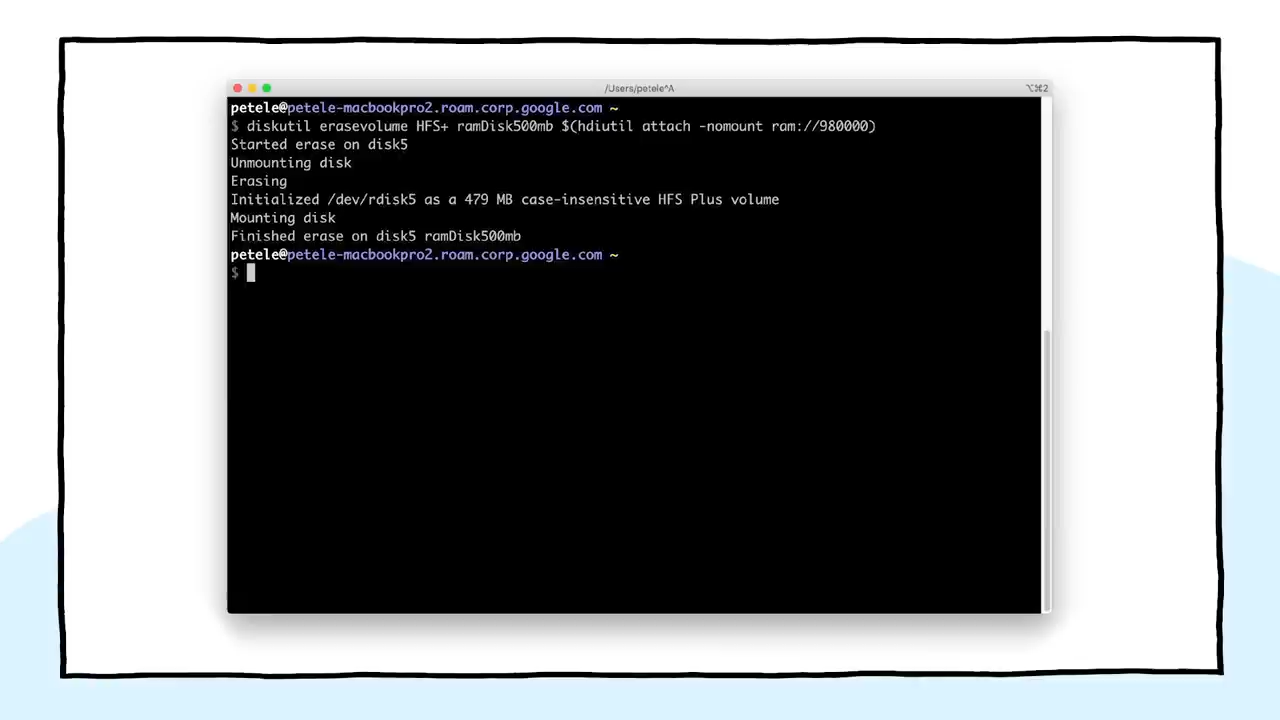 /Users/petele^A
⌥⌘2
petele@petele-macbookpro2.roam.corp.google.com ~
$ diskutil erasevolume HFS+ ramDisk500mb $(hdiutil attach -nomount ram://980000)
Started erase on disk5
Unmounting disk
Erasing
Initialized /dev/rdisk5 as a 479 MB case-insensitive HFS Plus volume
Mounting disk
Finished erase on disk5 ramDisk500mb
petele@petele-macbookpro2.roam.corp.google.com ~
$